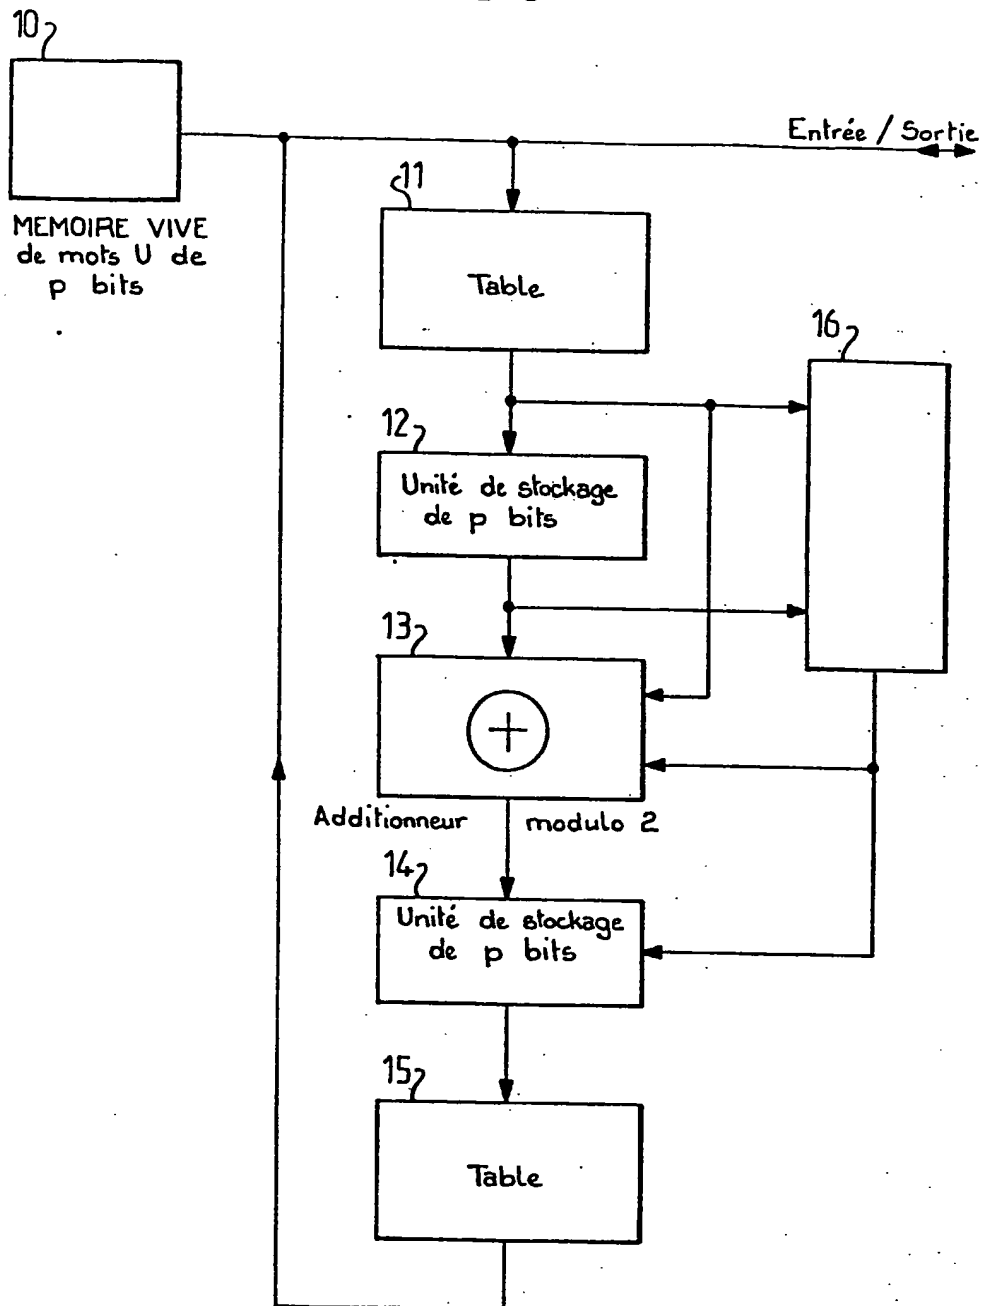 10
Entrée / Sortie
MEMOIRE VIVE
de mots U de
p bits
11
Table
16
12
Unité de stockage
de p bits
13
+
Additionneur modulo 2
14
Unité de stockage
de p bits
15
Table